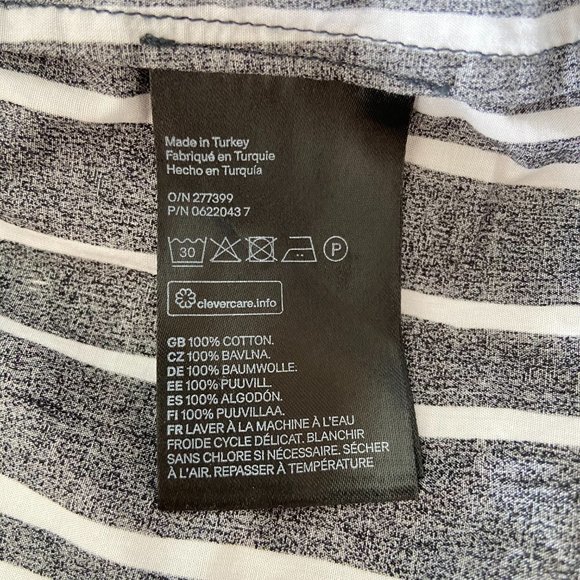 Made in Turkey
Fabriqué en Turquie
Hecho en Turquía
O/N 277399
P/N 0622043 7
30 P
clevercare.info
GB 100% COTTON.
CZ 100% BAVLNA.
DE 100% BAUMWOLLE.
EE 100% PUUVILL.
ES 100% ALGODÓN.
FI 100% PUUVILLAA.
FR LAVER À LA MACHINE À L'EAU
FROIDE CYCLE DÉLICAT. BLANCHIR
SANS CHLORE SI NÉCESSAIRE. SÉCHER
À L'AIR. REPASSER À TEMPÉRATURE